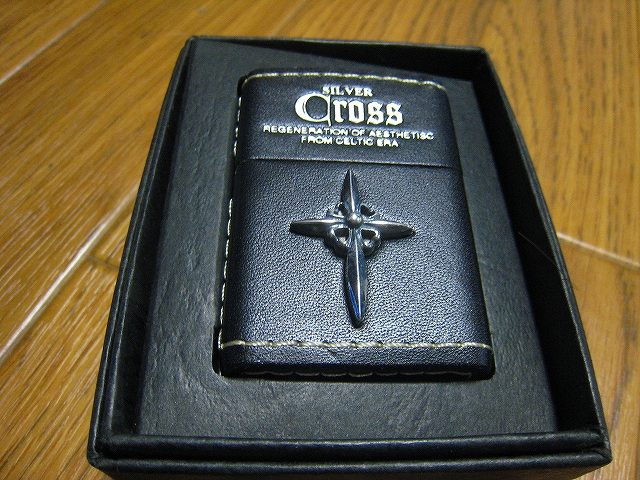 SILVER
Cross
REGENERATION OF AESTHETISC
FROM CELTIC ERA